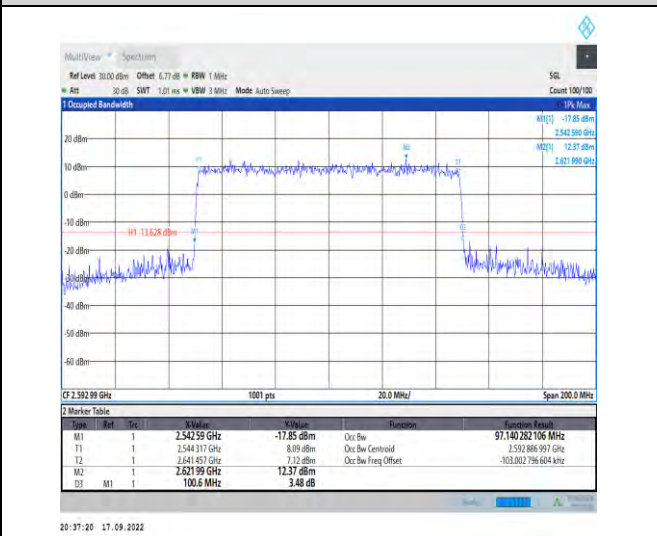 MultiView Spectrum
Ref Level 30.00 dBm Offset 6.77 dB RBW 1 MHz SGL
Att 30 dB SWT 1.01 ms VBW 3 MHz Mode Auto Sweep Count 100/100
1 Occupied Bandwidth 1Pk Max
M1[1] -17.85 dBm
2.542 590 GHz
M2[1] 12.37 dBm
2.621 990 GHz
20 dBm
10 dBm
0 dBm
-10 dBm
H1 -13.628 dBm
-20 dBm
-30 dBm
-40 dBm
-50 dBm
-60 dBm
M1
T1
M2
CF 2.592 99 GHz 1001 pts 20.0 MHz/ Span 200.0 MHz
2 Marker Table
Type Ref Trc X-Value Y-Value Function Function Result
M1 1 2.542 59 GHz -17.85 dBm Occ Bw 97.140 282 106 MHz
T1 1 2.544 317 GHz 8.09 dBm Occ Bw Centroid 2.592 886 997 GHz
T2 1 2.641 457 GHz 7.12 dBm Occ Bw Freq Offset -103.002 796 604 kHz
M2 1 2.621 99 GHz 12.37 dBm
D3 M1 1 100.6 MHz 3.48 dB
20:37:20 17.09.2022